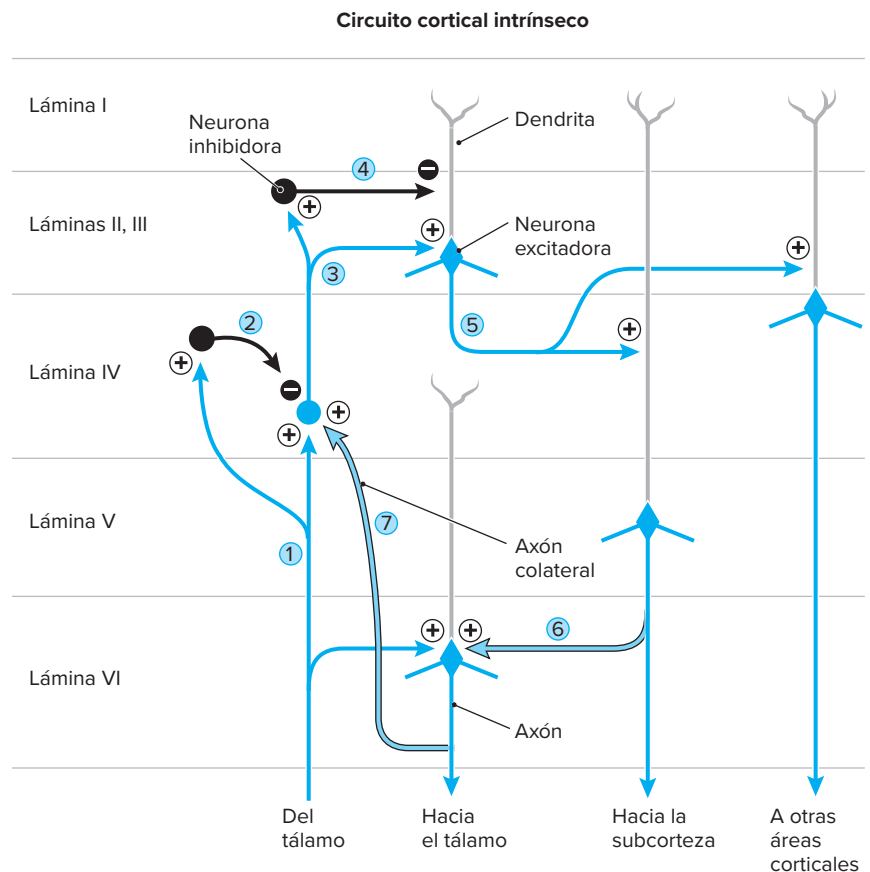 Circuito cortical intrínseco
Lámina I
Neurona
inhibidora
Dendrita
4
Láminas II, III
Neurona
excitadora
3
5
2
Lámina IV
7
Lámina V
1
Axón
colateral
6
Lámina VI
Axón
Del
tálamo
Hacia
el tálamo
Hacia la
subcorteza
A otras
áreas
corticales